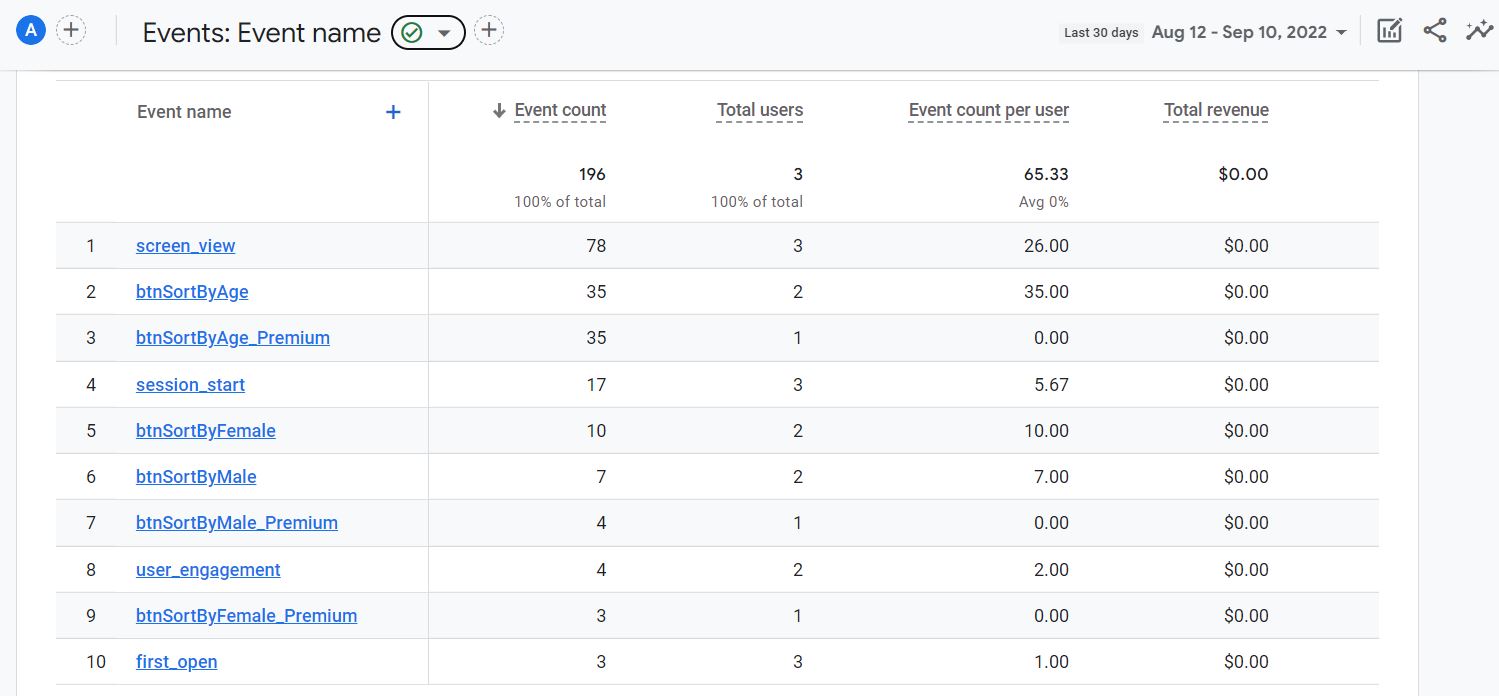 A
Events: Event name
Last 30 days Aug 12 - Sep 10, 2022
Event name + Event count Total users Event count per user Total revenue
196 3 65.33 $0.00
100% of total 100% of total Avg 0%
1 screen_view 78 3 26.00 $0.00
2 btnSortByAge 35 2 35.00 $0.00
3 btnSortByAge_Premium 35 1 0.00 $0.00
4 session_start 17 3 5.67 $0.00
5 btnSortByFemale 10 2 10.00 $0.00
6 btnSortByMale 7 2 7.00 $0.00
7 btnSortByMale_Premium 4 1 0.00 $0.00
8 user_engagement 4 2 2.00 $0.00
9 btnSortByFemale_Premium 3 1 0.00 $0.00
10 first_open 3 3 1.00 $0.00